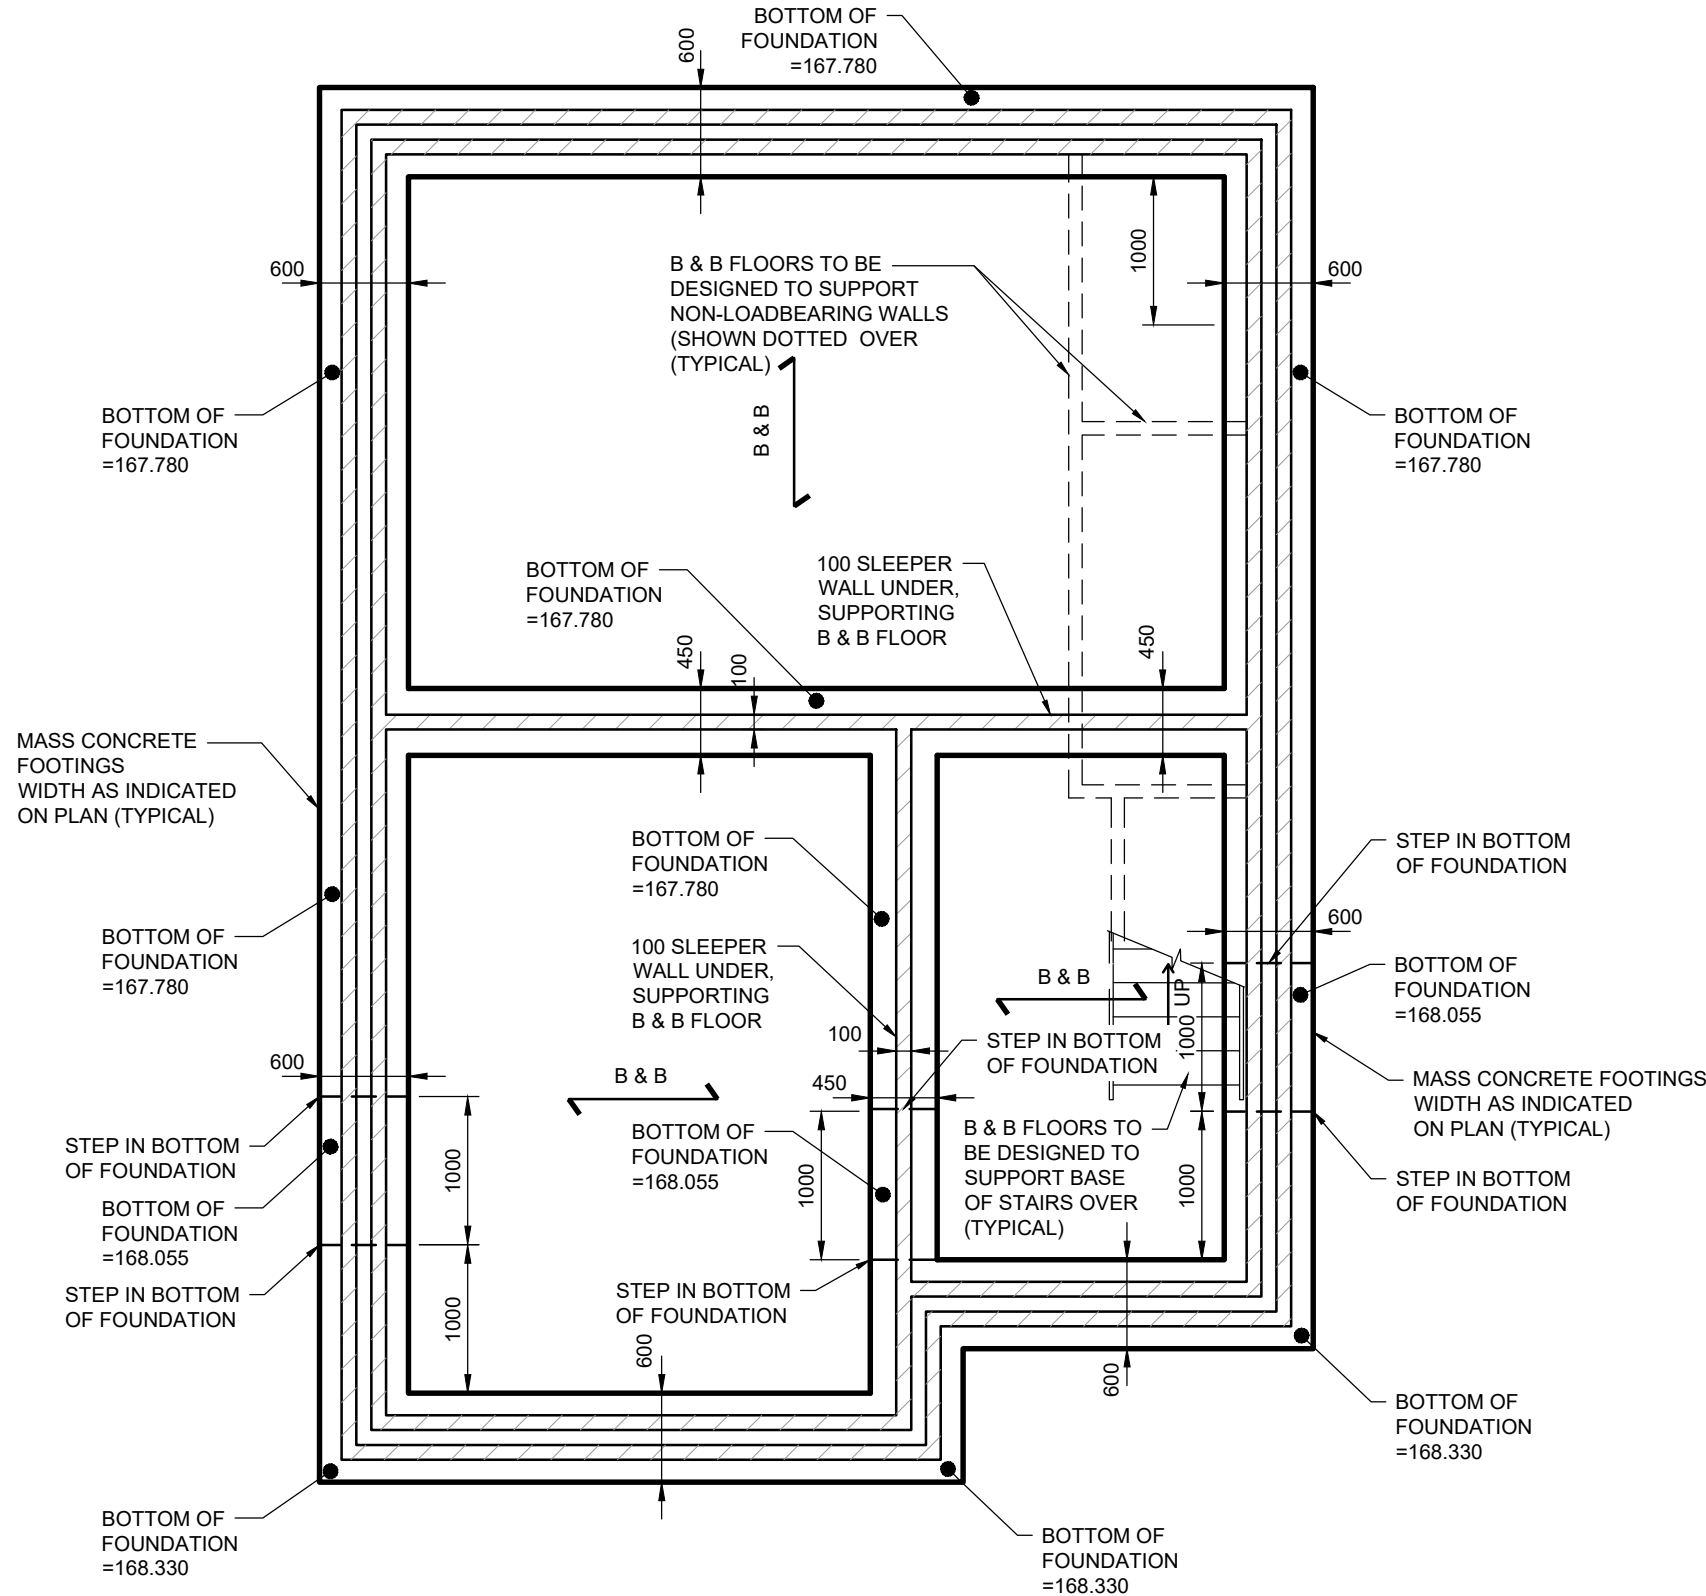 BOTTOM OF
FOUNDATION
=167.780
600
600
B & B FLOORS TO BE
DESIGNED TO SUPPORT
NON-LOADBEARING WALLS
(SHOWN DOTTED OVER
(TYPICAL)
1000
600
B & B
BOTTOM OF
FOUNDATION
=167.780
BOTTOM OF
FOUNDATION
=167.780
BOTTOM OF
FOUNDATION
=167.780
100 SLEEPER
WALL UNDER,
SUPPORTING
B & B FLOOR
450
100
450
MASS CONCRETE
FOOTINGS
WIDTH AS INDICATED
ON PLAN (TYPICAL)
BOTTOM OF
FOUNDATION
=167.780
STEP IN BOTTOM
OF FOUNDATION
BOTTOM OF
FOUNDATION
=167.780
100 SLEEPER
WALL UNDER,
SUPPORTING
B & B FLOOR
600
B & B
UP
1000
BOTTOM OF
FOUNDATION
=168.055
100
STEP IN BOTTOM
OF FOUNDATION
600
B & B
450
MASS CONCRETE FOOTINGS
WIDTH AS INDICATED
ON PLAN (TYPICAL)
STEP IN BOTTOM
OF FOUNDATION
1000
BOTTOM OF
FOUNDATION
=168.055
1000
B & B FLOORS TO
BE DESIGNED TO
SUPPORT BASE
OF STAIRS OVER
(TYPICAL)
1000
STEP IN BOTTOM
OF FOUNDATION
BOTTOM OF
FOUNDATION
=168.055
STEP IN BOTTOM
OF FOUNDATION
1000
STEP IN BOTTOM
OF FOUNDATION
600
600
BOTTOM OF
FOUNDATION
=168.330
BOTTOM OF
FOUNDATION
=168.330
BOTTOM OF
FOUNDATION
=168.330